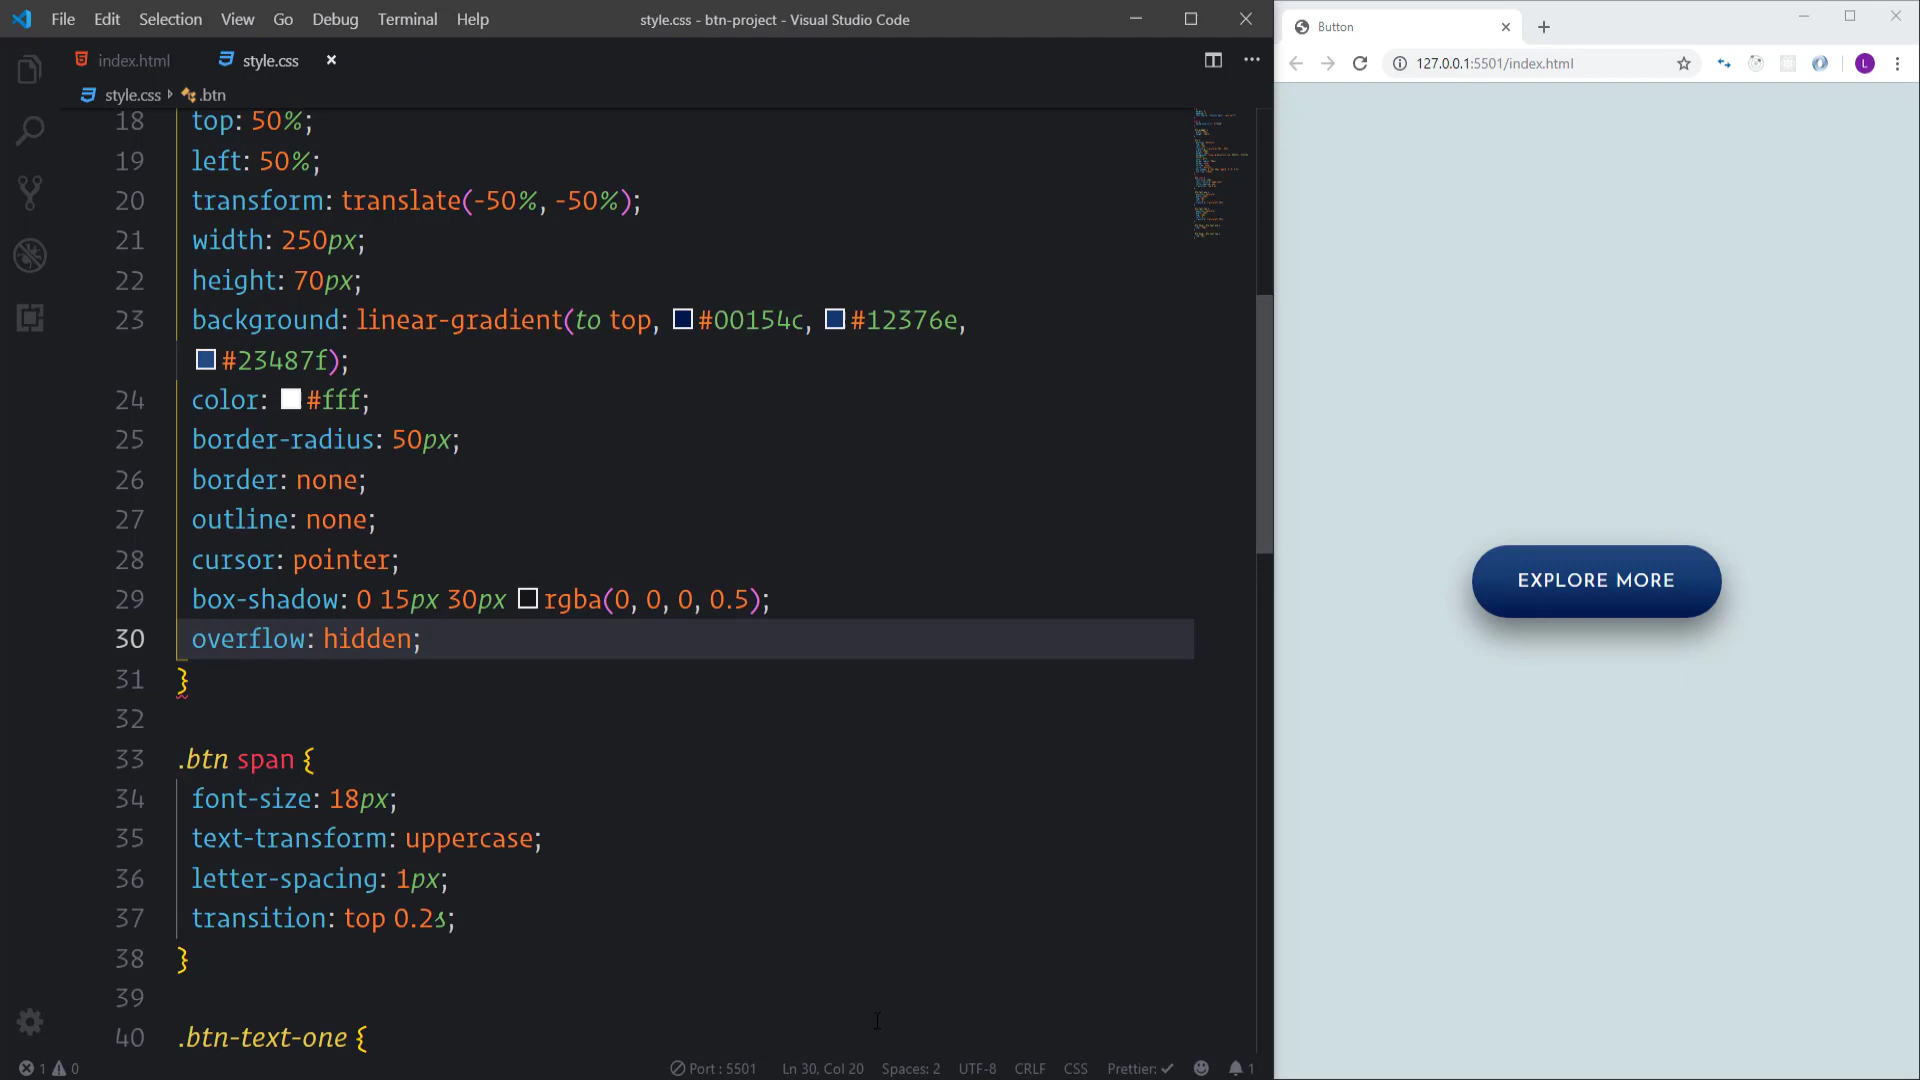 File Edit Selection View Go Debug Terminal Help style.css - btn-project - Visual Studio Code
index.html style.css
style.css .btn
18 top: 50%;
19 left: 50%;
20 transform: translate(-50%, -50%);
21 width: 250px;
22 height: 70px;
23 background: linear-gradient(to top, #00154c, #12376e,
#23487f);
24 color: #fff;
25 border-radius: 50px;
26 border: none;
27 outline: none;
28 cursor: pointer;
29 box-shadow: 0 15px 30px rgba(0, 0, 0, 0.5);
30 overflow: hidden;
31 }
32
33 .btn span {
34 font-size: 18px;
35 text-transform: uppercase;
36 letter-spacing: 1px;
37 transition: top 0.2s;
38 }
39
40 .btn-text-one {
1 0 Port : 5501 Ln 30, Col 20 Spaces: 2 UTF-8 CRLF CSS Prettier: ✓ 1
Button
127.0.0.1:5501/index.html L
EXPLORE MORE